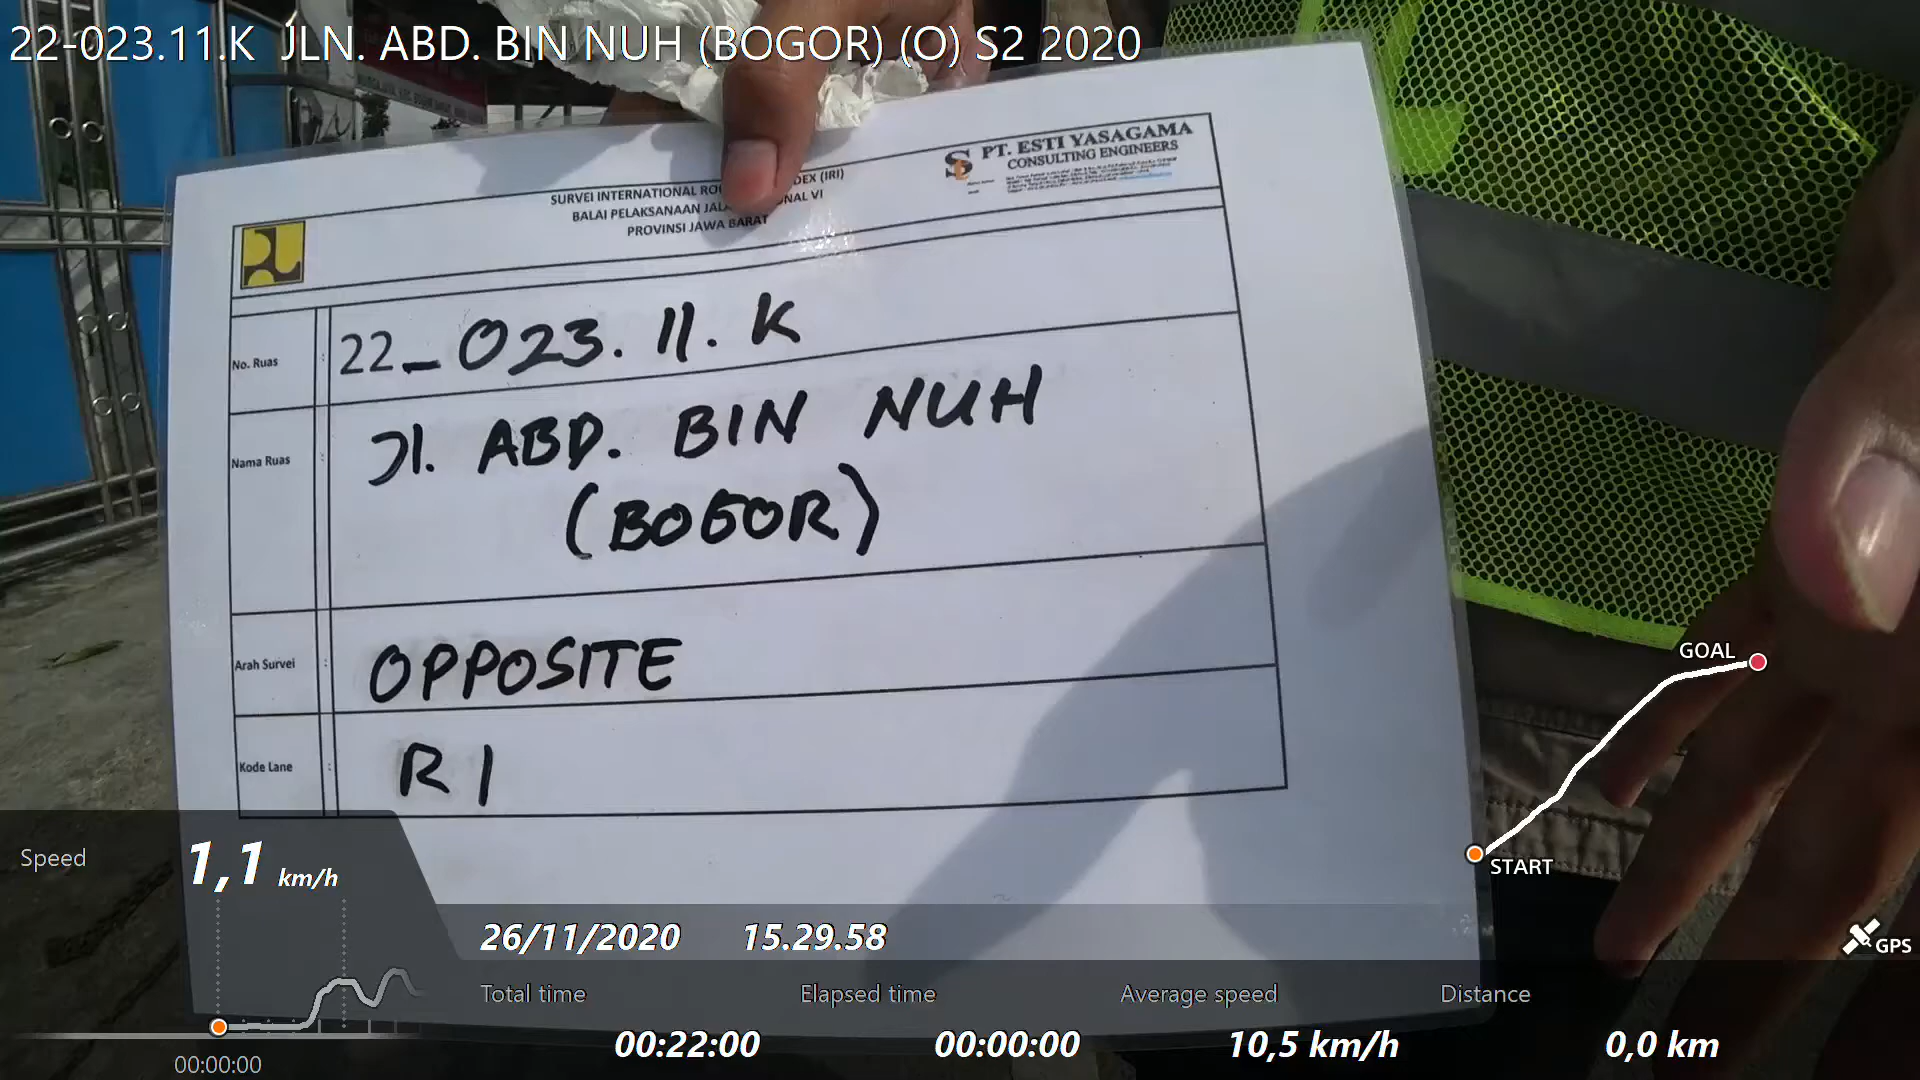 22-023.11.K JLN. ABD. BIN NUH (BOGOR) (O) S2 2020
SURVEI INTERNATIONAL (IRI)
BALAI PELAKSANAAN VI
PROVINSI JAWA BARAT
PT. ESTI YASAGAMA
CONSULTING ENGINEERS
No. Ruas : 22_023.11.K
Nama Ruas : Jl. ABD. BIN NUH
(BOGOR)
Arah Survei : OPPOSITE
Kode Lane : R1
GOAL
START
GPS
Speed 1,1 km/h
26/11/2020 15.29.58
Total time Elapsed time Average speed Distance
00:22:00 00:00:00 10,5 km/h 0,0 km
00:00:00